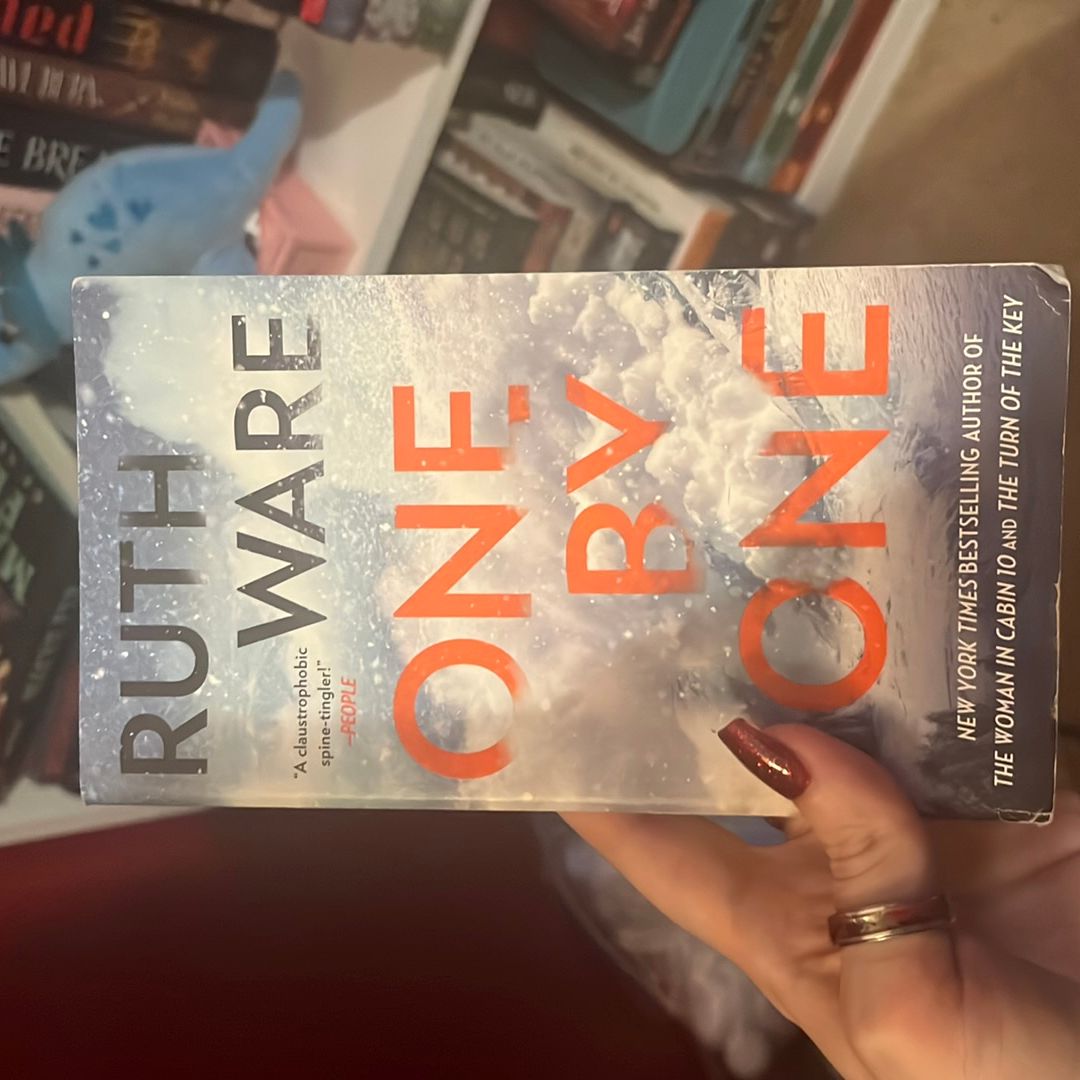 RUTH
WARE
"A claustrophobic
spine-tingler!"
—PEOPLE
ONE
BY
ONE
NEW YORK TIMES BESTSELLING AUTHOR OF
THE WOMAN IN CABIN 10 AND THE TURN OF THE KEY